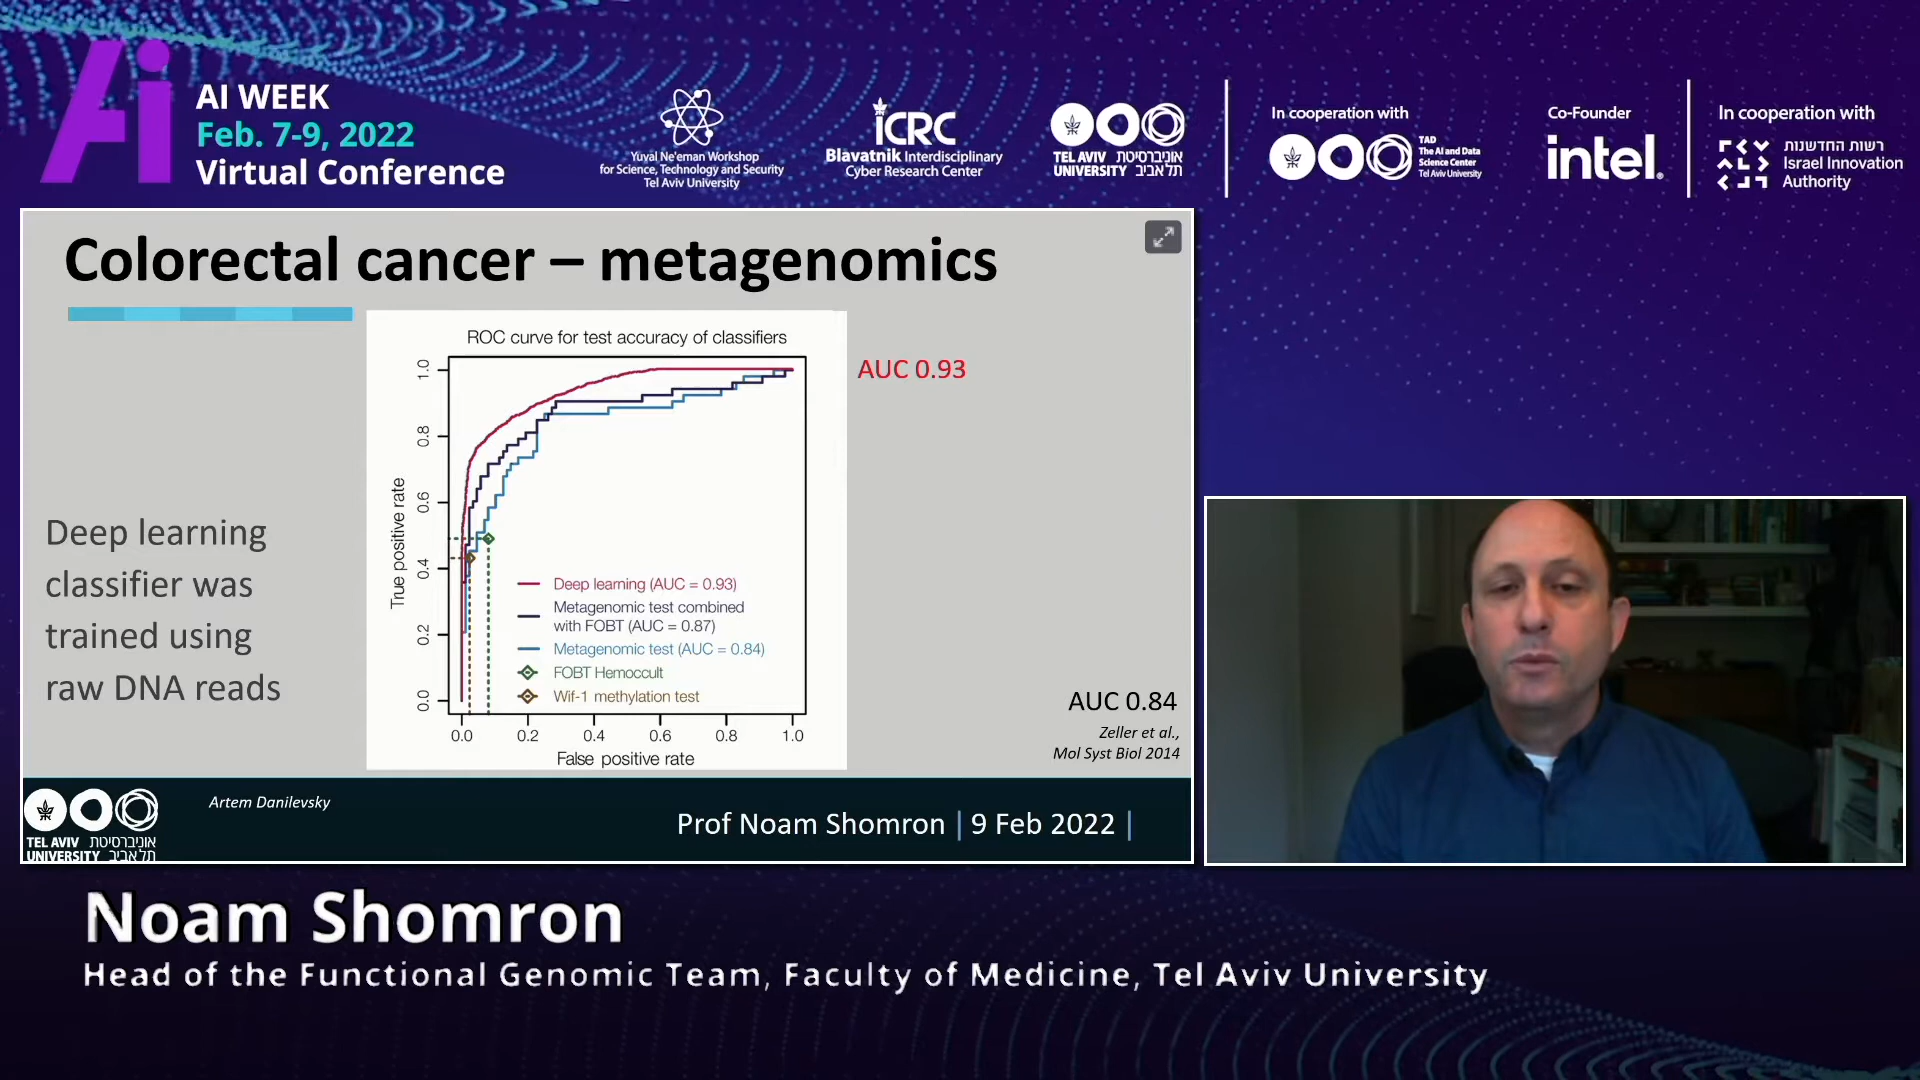 Ai
AI WEEK
Feb. 7-9, 2022
Virtual Conference
Yuval Ne'eman Workshop
for Science, Technology and Security
Tel Aviv University
iCRC
Blavatnik Interdisciplinary
Cyber Research Center
TEL AVIV אוניברסיטת
UNIVERSITY תל אביב
In cooperation with
TAD
The AI and Data
Science Center
Tel Aviv University
Co-Founder
intel.
In cooperation with
רשות החדשנות
Israel Innovation
Authority
Colorectal cancer – metagenomics
ROC curve for test accuracy of classifiers
AUC 0.93
Deep learning
classifier was
trained using
raw DNA reads
True positive rate
1.0
0.8
0.6
0.4
0.2
0.0
Deep learning (AUC = 0.93)
Metagenomic test combined
with FOBT (AUC = 0.87)
Metagenomic test (AUC = 0.84)
FOBT Hemoccult
Wif-1 methylation test
0.0 0.2 0.4 0.6 0.8 1.0
False positive rate
AUC 0.84
Zeller et al.,
Mol Syst Biol 2014
TEL AVIV אוניברסיטת
UNIVERSITY תל אביב
Artem Danilevsky
Prof Noam Shomron | 9 Feb 2022 |
Noam Shomron
Head of the Functional Genomic Team, Faculty of Medicine, Tel Aviv University